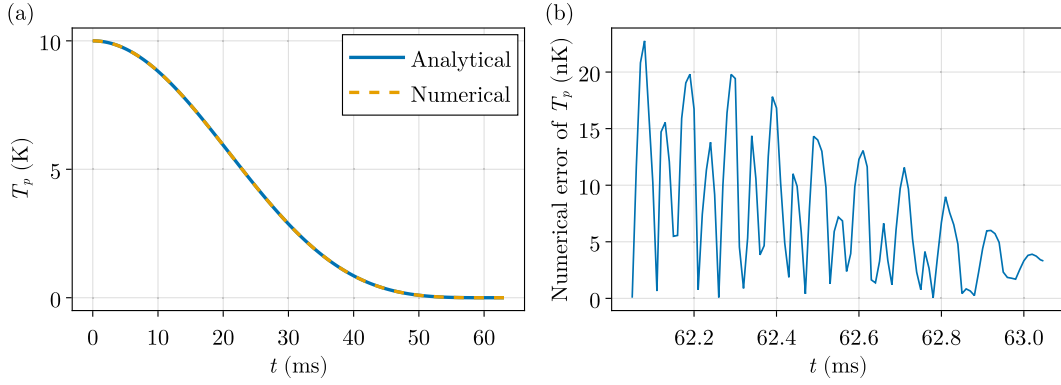 (a)
10
5
0
T_p (K)
Analytical
Numerical
0 10 20 30 40 50 60
t (ms)
(b)
20
15
10
5
0
Numerical error of T_p (nK)
62.2 62.4 62.6 62.8 63.0
t (ms)